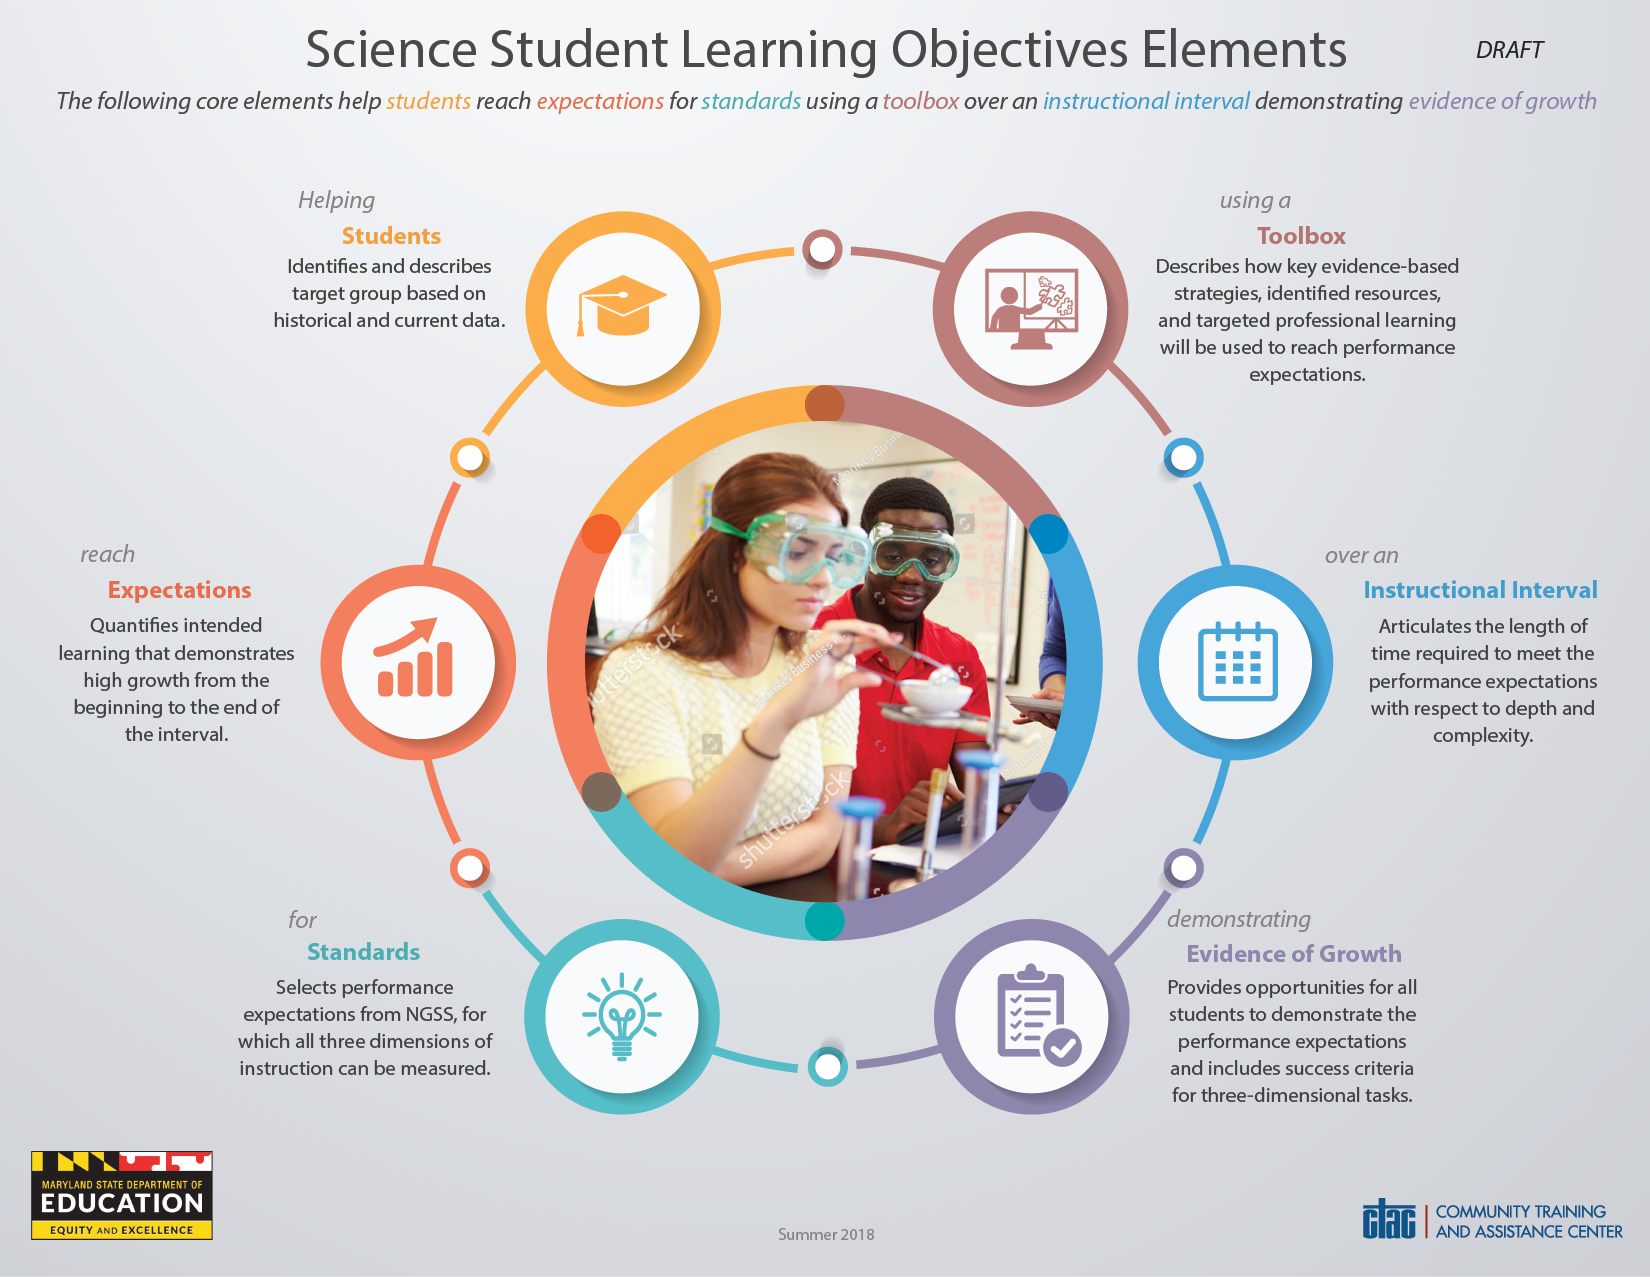 Science Student Learning Objectives Elements
DRAFT
The following core elements help students reach expectations for standards using a toolbox over an instructional interval demonstrating evidence of growth
Helping
Students
Identifies and describes
target group based on
historical and current data.
using a
Toolbox
Describes how key evidence-based
strategies, identified resources,
and targeted professional learning
will be used to reach performance
expectations.
reach
Expectations
Quantifies intended
learning that demonstrates
high growth from the
beginning to the end of
the interval.
over an
Instructional Interval
Articulates the length of
time required to meet the
performance expectations
with respect to depth and
complexity.
for
Standards
Selects performance
expectations from NGSS, for
which all three dimensions of
instruction can be measured.
demonstrating
Evidence of Growth
Provides opportunities for all
students to demonstrate the
performance expectations
and includes success criteria
for three-dimensional tasks.
shutterstock
MARYLAND STATE DEPARTMENT OF
EDUCATION
EQUITY AND EXCELLENCE
Summer 2018
ctac
COMMUNITY TRAINING
AND ASSISTANCE CENTER